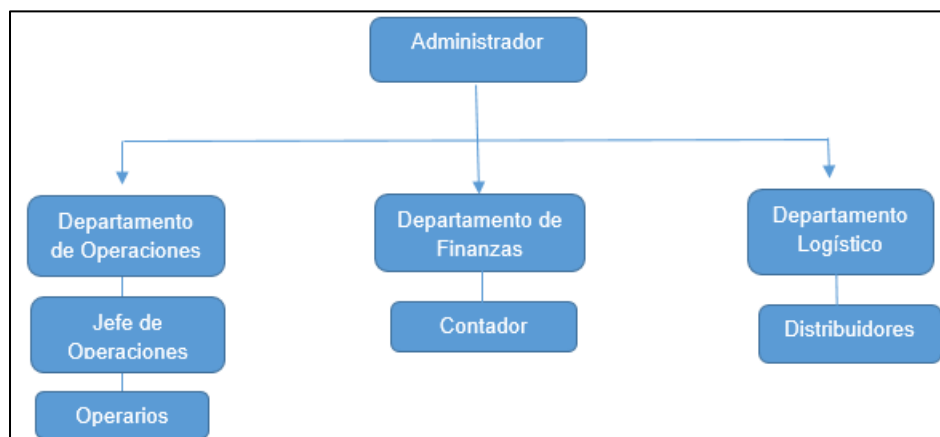 Administrador
Departamento
de Operaciones
Departamento de
Finanzas
Departamento
Logístico
Jefe de
Operaciones
Contador
Distribuidores
Operarios